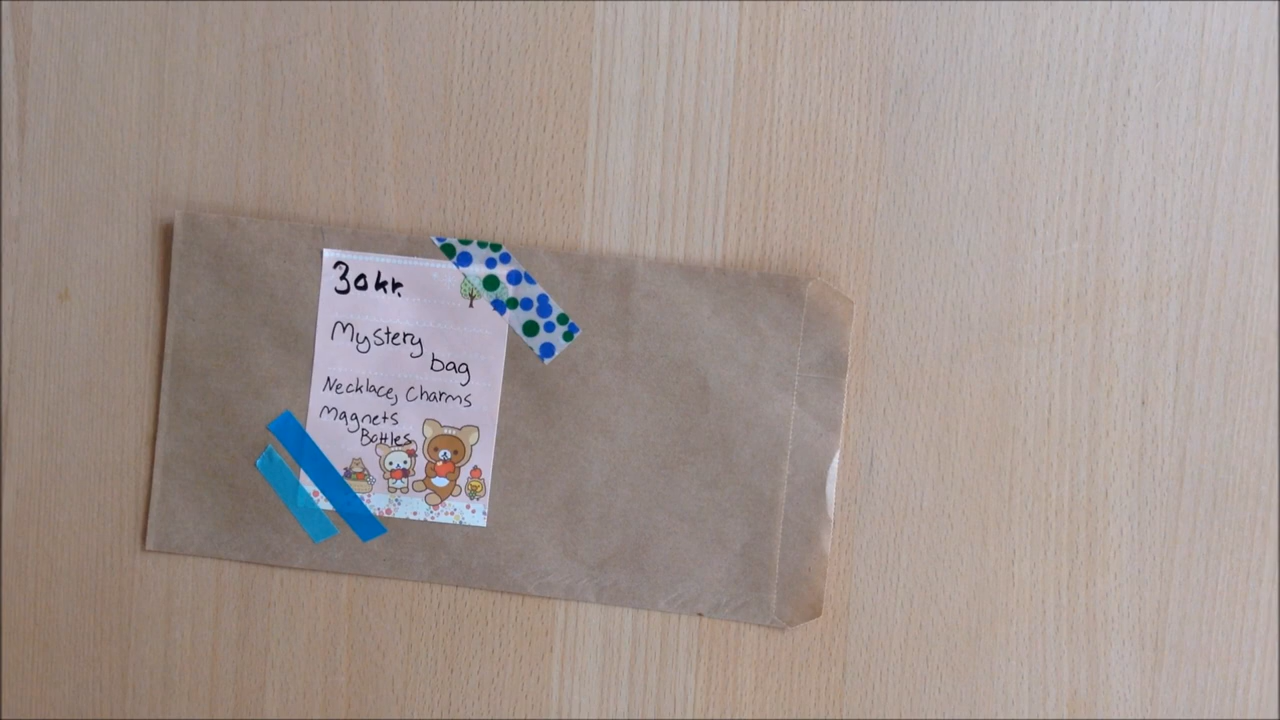 30kr.
Mystery
bag
Necklace, Charms
Magnets
Bottles